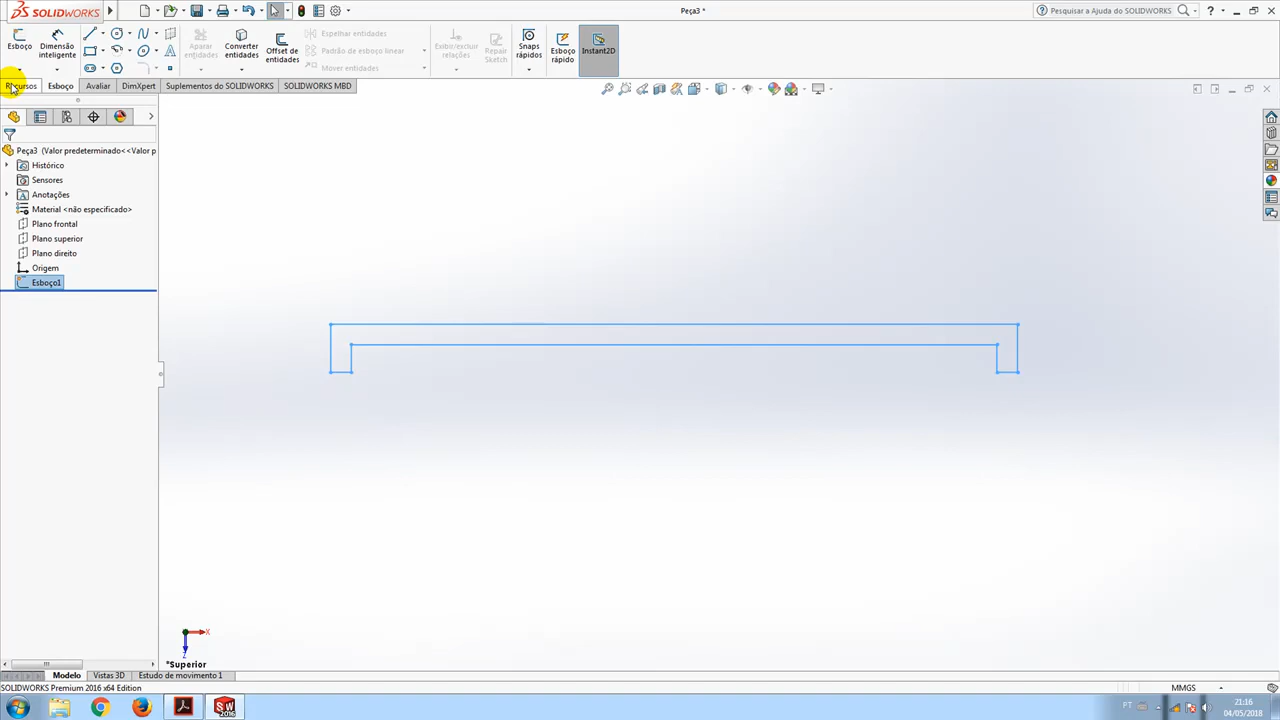 SOLIDWORKS
Peça3 *
Pesquisar a Ajuda do SOLIDWORKS
Esboço
Dimensão inteligente
Aparar entidades
Converter entidades
Offset de entidades
Espelhar entidades
Padrão de esboço linear
Mover entidades
Exibir/excluir relações
Repair Sketch
Snaps rápidos
Esboço rápido
Instant2D
Recursos
Esboço
Avaliar
DimXpert
Suplementos do SOLIDWORKS
SOLIDWORKS MBD
Peça3 (Valor predeterminado<<Valor p
Histórico
Sensores
Anotações
Material <não especificado>
Plano frontal
Plano superior
Plano direito
Origem
Esboço1
X
Z
*Superior
Modelo
Vistas 3D
Estudo de movimento 1
SOLIDWORKS Premium 2016 x64 Edition
MMGS
PT
21:16
04/05/2018